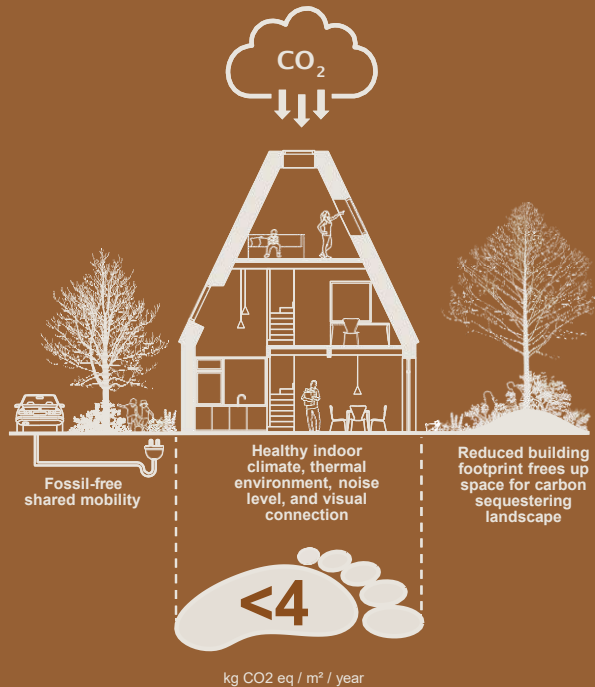 CO₂
Fossil-free
shared mobility
Healthy indoor
climate, thermal
environment, noise
level, and visual
connection
Reduced building
footprint frees up
space for carbon
sequestering
landscape
<4
kg CO2 eq / m² / year